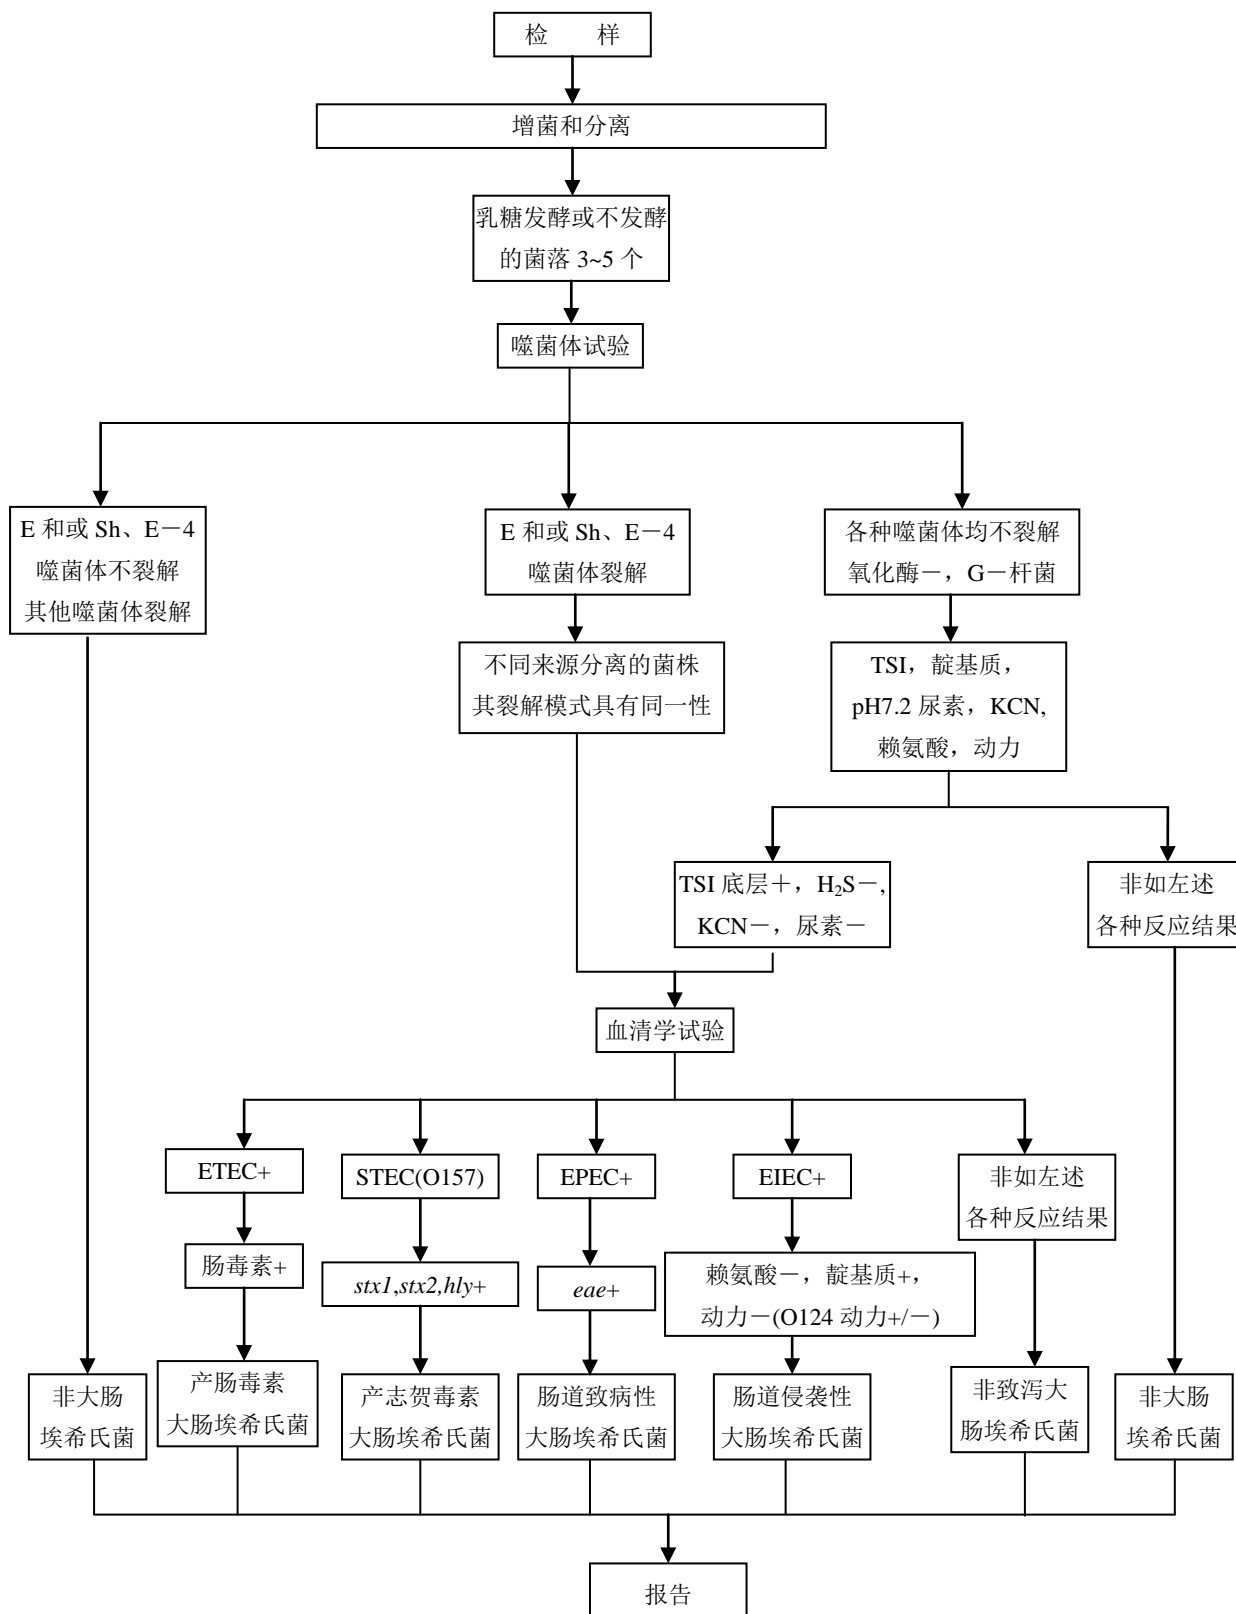 检 样
增菌和分离
乳糖发酵或不发酵
的菌落 3~5 个
噬菌体试验
E 和或 Sh、E－4
噬菌体不裂解
其他噬菌体裂解
E 和或 Sh、E－4
噬菌体裂解
各种噬菌体均不裂解
氧化酶－，G－杆菌
不同来源分离的菌株
其裂解模式具有同一性
TSI，靛基质，
pH7.2 尿素，KCN,
赖氨酸，动力
TSI 底层＋，H₂S－,
KCN－，尿素－
非如左述
各种反应结果
血清学试验
ETEC+
STEC(O157)
EPEC+
EIEC+
非如左述
各种反应结果
肠毒素+
stx1,stx2,hly+
eae+
赖氨酸－，靛基质+，
动力－(O124 动力+/－)
非大肠
埃希氏菌
产肠毒素
大肠埃希氏菌
产志贺毒素
大肠埃希氏菌
肠道致病性
大肠埃希氏菌
肠道侵袭性
大肠埃希氏菌
非致泻大
肠埃希氏菌
非大肠
埃希氏菌
报告